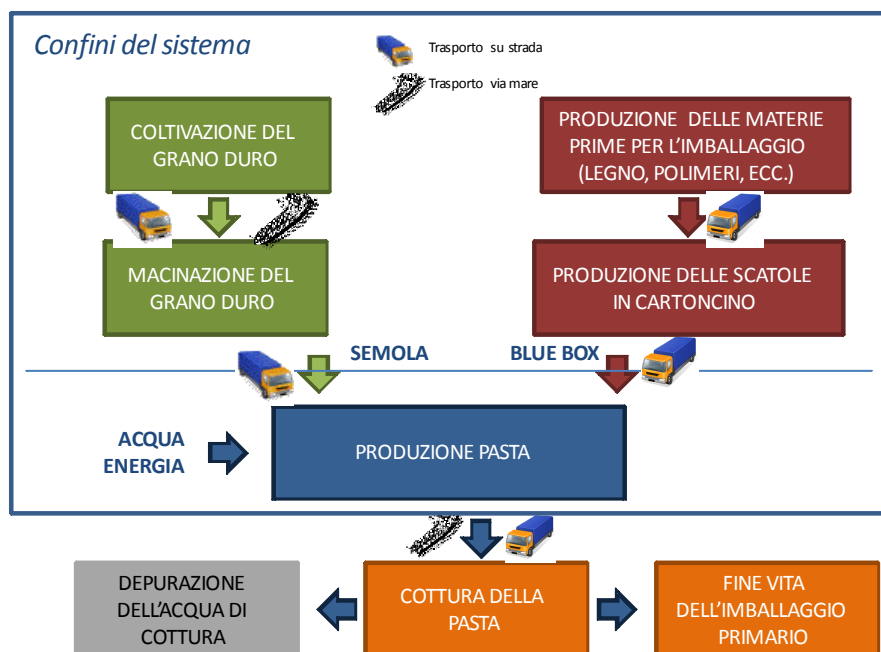 Confini del sistema
Trasporto su strada
Trasporto via mare
COLTIVAZIONE DEL
GRANO DURO
PRODUZIONE DELLE MATERIE
PRIME PER L'IMBALLAGGIO
(LEGNO, POLIMERI, ECC.)
MACINAZIONE DEL
GRANO DURO
PRODUZIONE DELLE SCATOLE
IN CARTONCINO
SEMOLA
BLUE BOX
ACQUA
ENERGIA
PRODUZIONE PASTA
DEPURAZIONE
DELL'ACQUA DI
COTTURA
COTTURA DELLA
PASTA
FINE VITA
DELL'IMBALLAGGIO
PRIMARIO